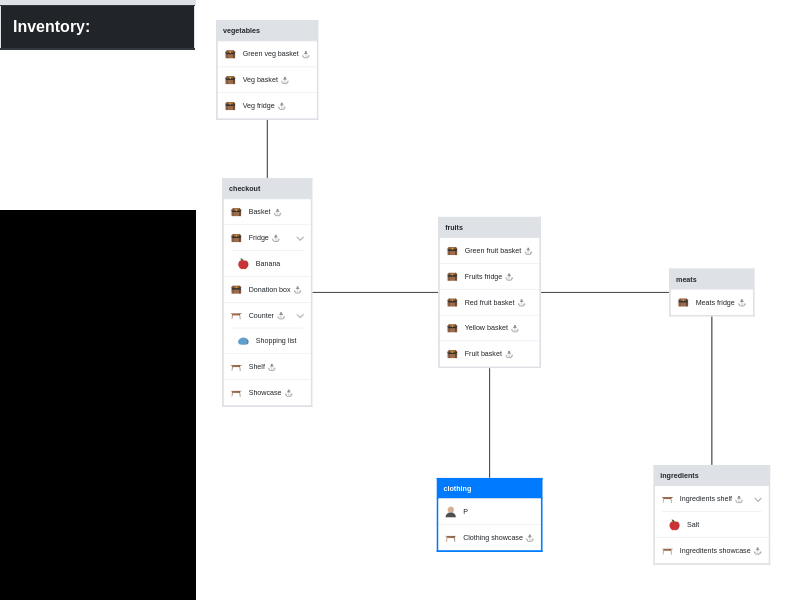 Inventory:
vegetables
Green veg basket
Veg basket
Veg fridge
checkout
Basket
Fridge
Banana
Donation box
Counter
Shopping list
Shelf
Showcase
fruits
Green fruit basket
Fruits fridge
Red fruit basket
Yellow basket
Fruit basket
meats
Meats fridge
clothing
P
Clothing showcase
ingredients
Ingredients shelf
Salt
Ingreditents showcase